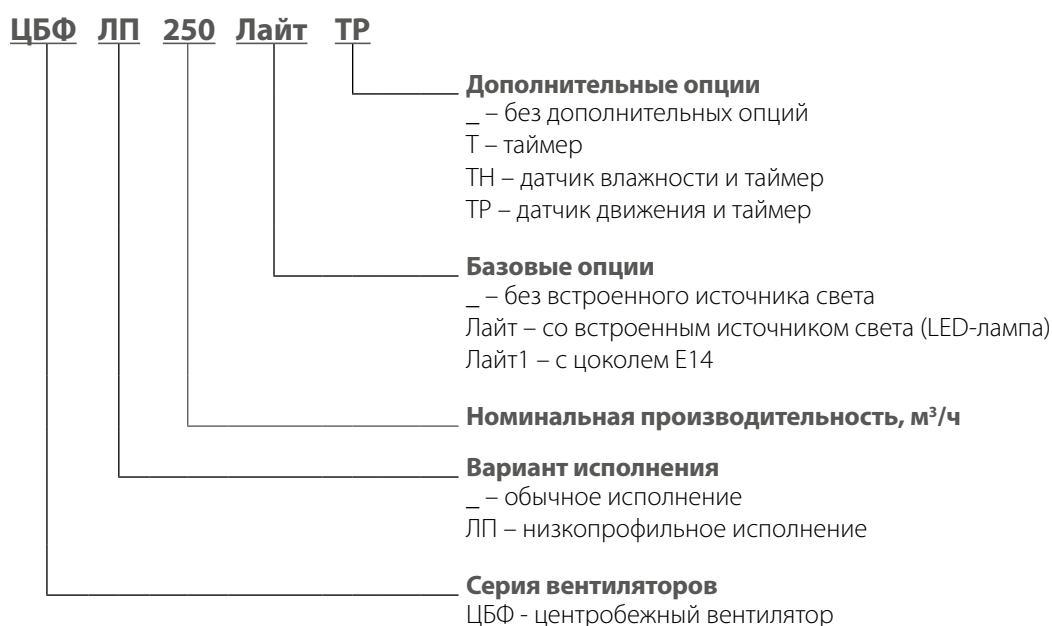 ЦБФ ЛП 250 Лайт ТР
Дополнительные опции
_ – без дополнительных опций
Т – таймер
ТН – датчик влажности и таймер
ТР – датчик движения и таймер
Базовые опции
_ – без встроенного источника света
Лайт – со встроенным источником света (LED-лампа)
Лайт1 – с цоколем Е14
Номинальная производительность, м³/ч
Вариант исполнения
_ – обычное исполнение
ЛП – низкопрофильное исполнение
Серия вентиляторов
ЦБФ - центробежный вентилятор